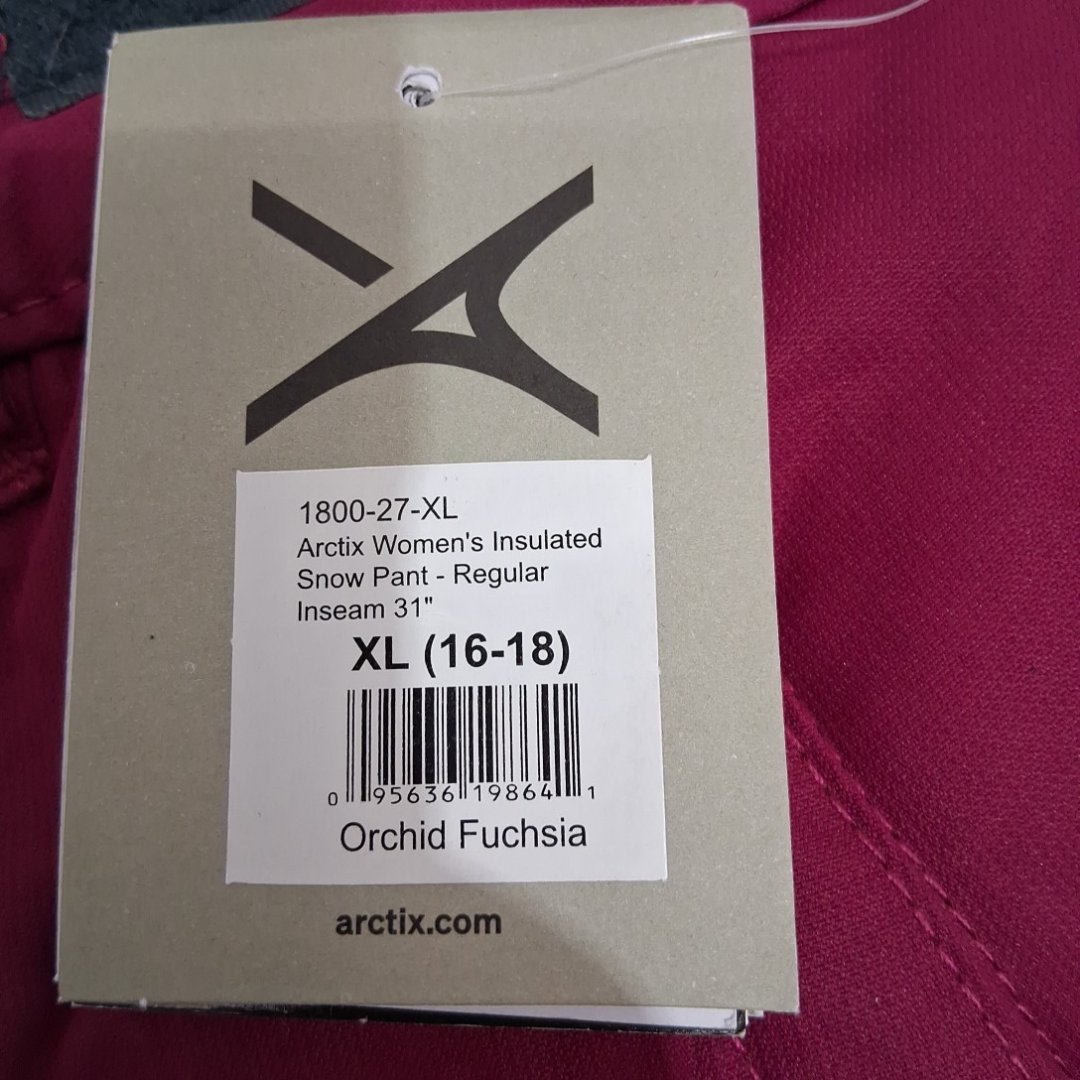 1800-27-XL
Arctix Women's Insulated
Snow Pant - Regular
Inseam 31"
XL (16-18)
0 95636 19864 1
Orchid Fuchsia
arctix.com